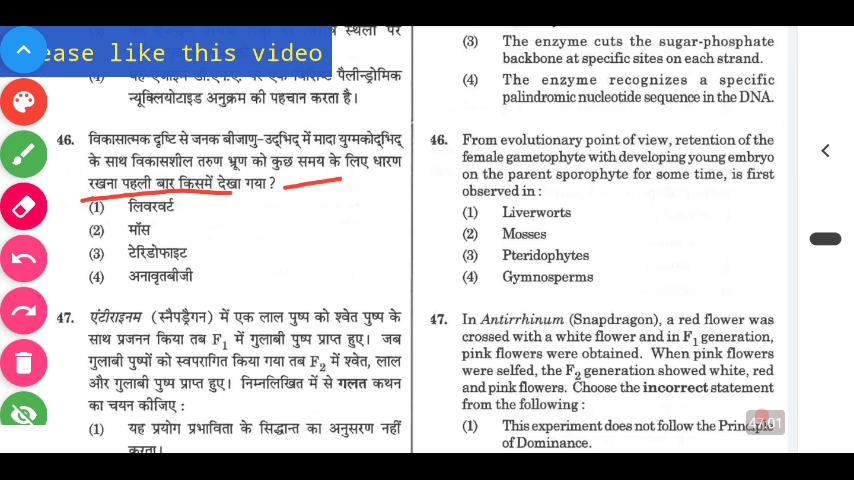 ease like this video
स्थलों पर
न्यूक्लियोटाइड अनुक्रम की पहचान करता है।
46. विकासात्मक दृष्टि से जनक बीजाणु-उद्भिद् में मादा युग्मकोद्भिद्
के साथ विकासशील तरुण भ्रूण को कुछ समय के लिए धारण
रखना पहली बार किसमें देखा गया ?
(1) लिवरवर्ट
(2) मॉस
(3) टेरिडोफाइट
(4) अनावृतबीजी
47. एंटीराइनम (स्नैपड्रैगन) में एक लाल पुष्प को श्वेत पुष्प के
साथ प्रजनन किया तब F1 में गुलाबी पुष्प प्राप्त हुए। जब
गुलाबी पुष्पों को स्वपरागित किया गया तब F2 में श्वेत, लाल
और गुलाबी पुष्प प्राप्त हुए। निम्नलिखित में से गलत कथन
का चयन कीजिए :
(1) यह प्रयोग प्रभाविता के सिद्धान्त का अनुसरण नहीं
करता।
(3) The enzyme cuts the sugar-phosphate
backbone at specific sites on each strand.
(4) The enzyme recognizes a specific
palindromic nucleotide sequence in the DNA.
46. From evolutionary point of view, retention of the
female gametophyte with developing young embryo
on the parent sporophyte for some time, is first
observed in :
(1) Liverworts
(2) Mosses
(3) Pteridophytes
(4) Gymnosperms
47. In Antirrhinum (Snapdragon), a red flower was
crossed with a white flower and in F1 generation,
pink flowers were obtained. When pink flowers
were selfed, the F2 generation showed white, red
and pink flowers. Choose the incorrect statement
from the following :
(1) This experiment does not follow the Principle
of Dominance.
47:01